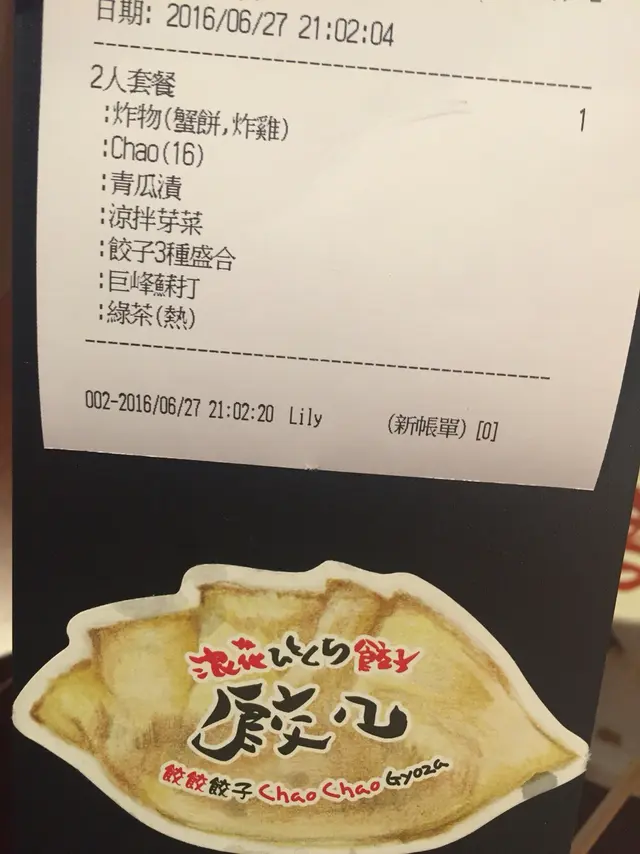 日期: 2016/06/27 21:02:04
2人套餐 1
:炸物(蟹餅,炸雞)
:Chao(16)
:青瓜漬
:涼拌芽菜
:餃子3種盛合
:巨峰蘇打
:綠茶(熱)
002-2016/06/27 21:02:20 Lily (新帳單) [0]
浪花ひとくち餃子
餃々
餃餃餃子 Chao Chao Gyoza